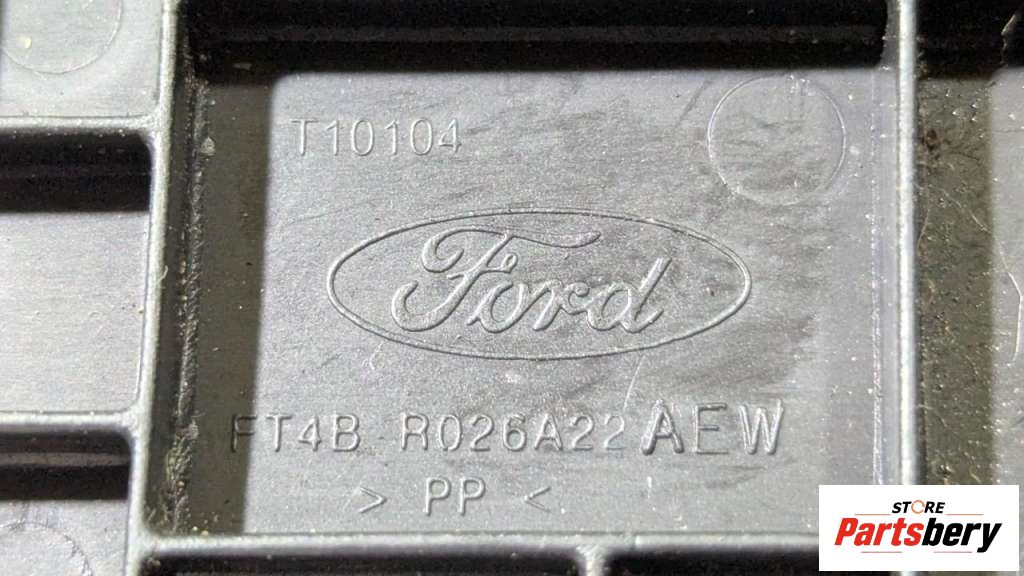 T10104
Ford
FT4B R026A22 AEW
> PP <
STORE
Partsbery